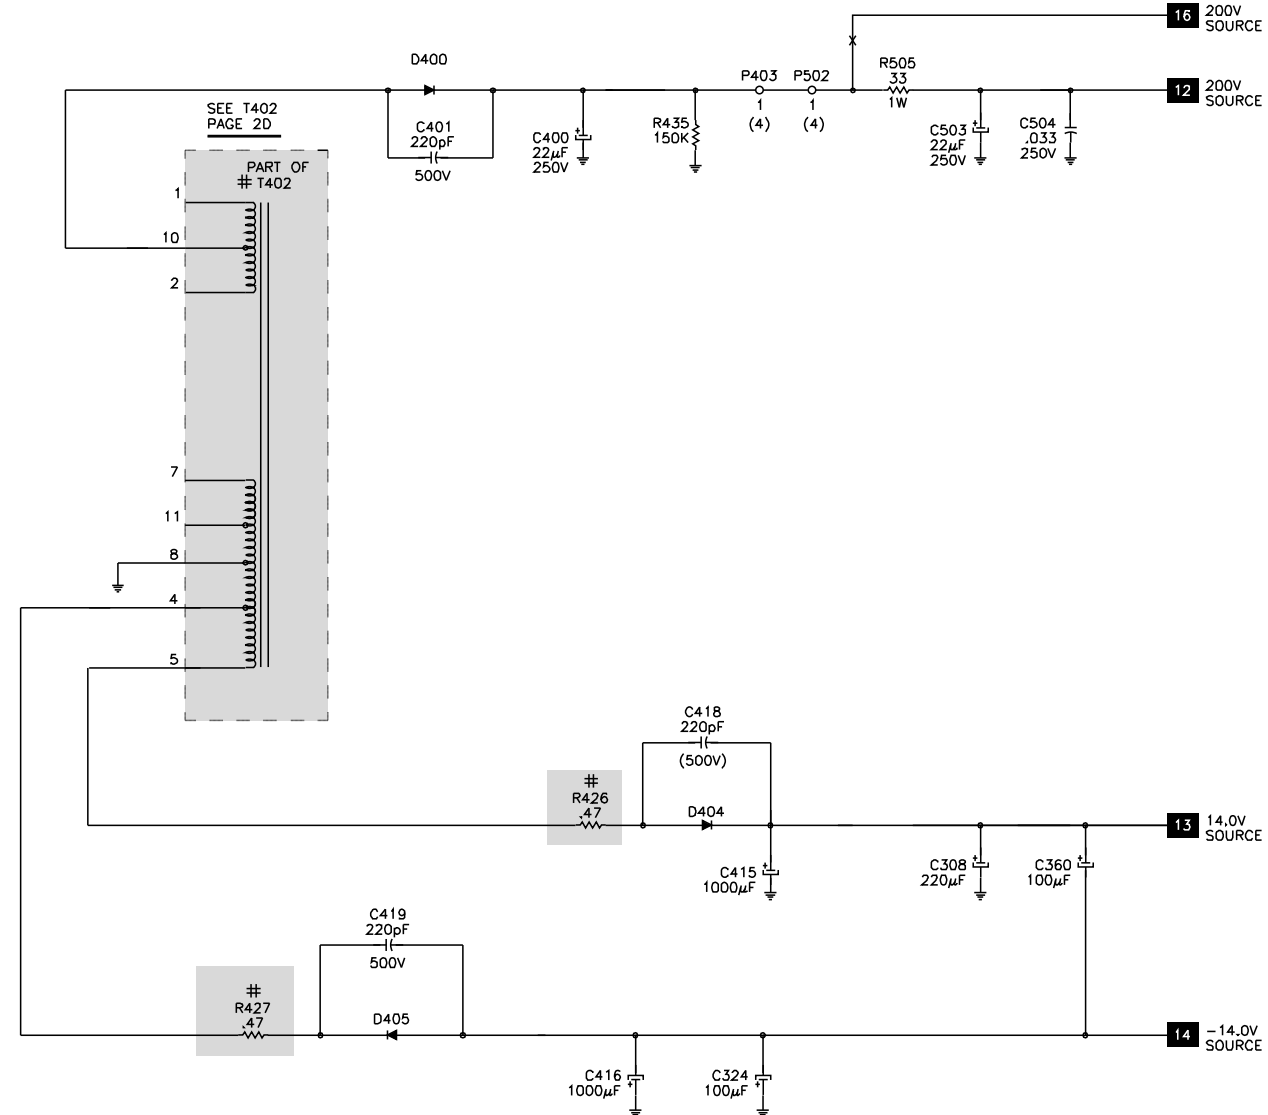 16 200V
SOURCE
D400
P403 P502
R505
33
1W
1
(4)
1
(4)
12 200V
SOURCE
SEE T402
PAGE 2D
C401
220pF
500V
C400
22µF
250V
R435
150K
C503
22µF
250V
C504
.033
250V
PART OF
# T402
1
10
2
7
11
8
4
5
C418
220pF
(500V)
#
R426
.47
D404
13 14.0V
SOURCE
C415
1000µF
C308
220µF
C360
100µF
C419
220pF
500V
#
R427
.47
D405
14 -14.0V
SOURCE
C416
1000µF
C324
100µF